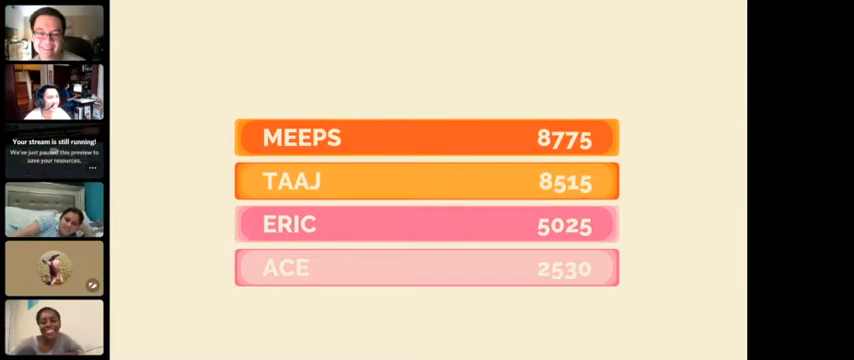 Your stream is still running!
We've just paused this preview to
save your resources.
MEEPS 8775
TAAJ 8515
ERIC 5025
ACE 2530